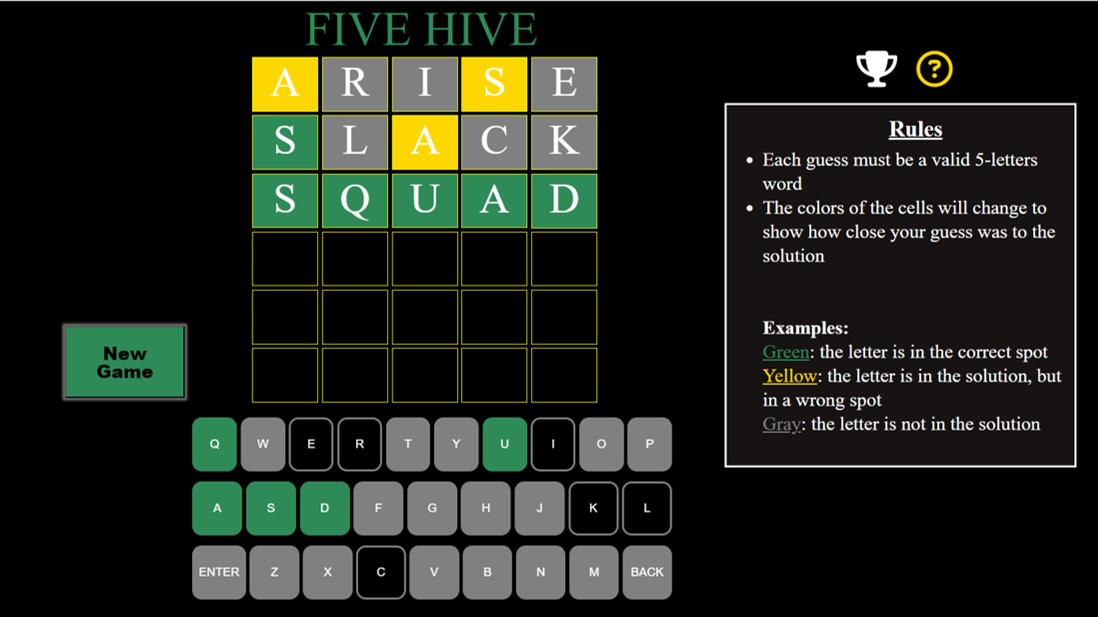 FIVE HIVE
A R I S E
S L A C K
S Q U A D
New
Game
Q W E R T Y U I O P
A S D F G H J K L
ENTER Z X C V B N M BACK
?
Rules
• Each guess must be a valid 5-letters
word
• The colors of the cells will change to
show how close your guess was to the
solution
Examples:
Green: the letter is in the correct spot
Yellow: the letter is in the solution, but
in a wrong spot
Gray: the letter is not in the solution